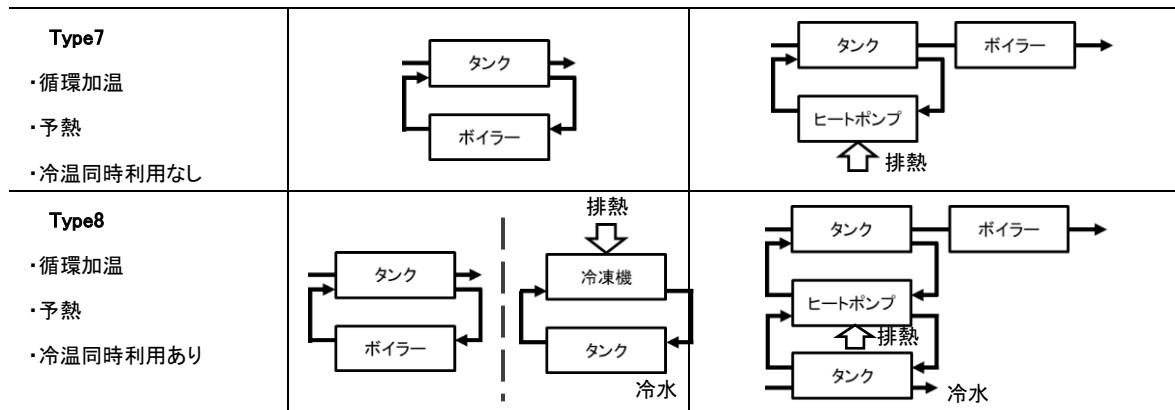 Type7
・循環加温
・予熱
・冷温同時利用なし
タンク
ボイラー
タンク
ボイラー
ヒートポンプ
排熱
Type8
・循環加温
・予熱
・冷温同時利用あり
タンク
ボイラー
排熱
冷凍機
タンク
冷水
タンク
ボイラー
ヒートポンプ
排熱
タンク
冷水